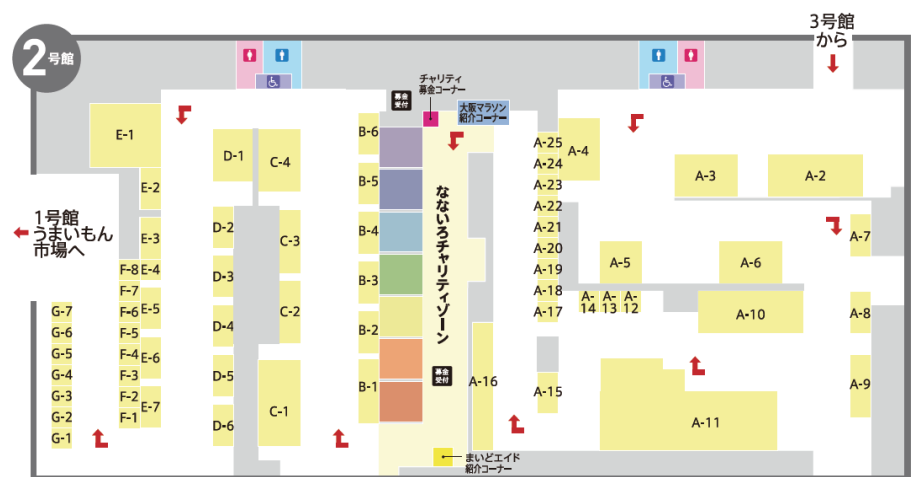 2号館
3号館
から
チャリティ
募金コーナー
募金
受付
大阪マラソン
紹介コーナー
E-1
E-2
E-3
E-4
E-5
E-6
E-7
F-8
F-7
F-6
F-5
F-4
F-3
F-2
F-1
G-7
G-6
G-5
G-4
G-3
G-2
G-1
1号館
うまいもん
市場へ
D-1
D-2
D-3
D-4
D-5
D-6
C-4
C-3
C-2
C-1
B-6
B-5
B-4
B-3
B-2
B-1
なないろチャリティゾーン
募金
受付
まいどエイド
紹介コーナー
A-16
A-25
A-24
A-23
A-22
A-21
A-20
A-19
A-18
A-17
A-15
A-4
A-3
A-2
A-5
A-6
A-7
A-14
A-13
A-12
A-10
A-8
A-9
A-11